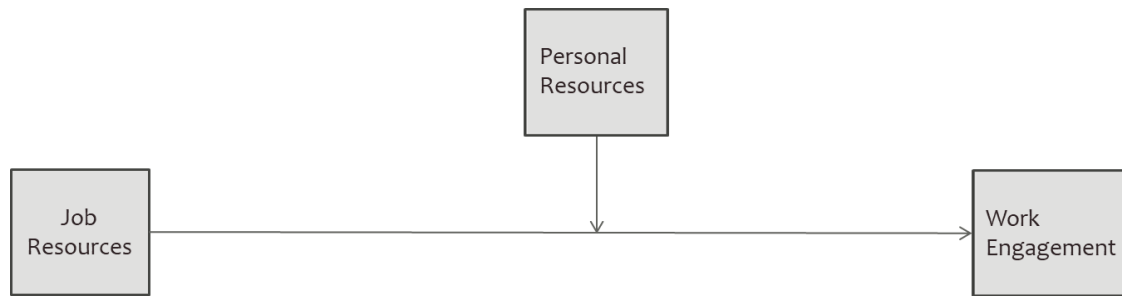 Personal
Resources
Job
Resources
Work
Engagement